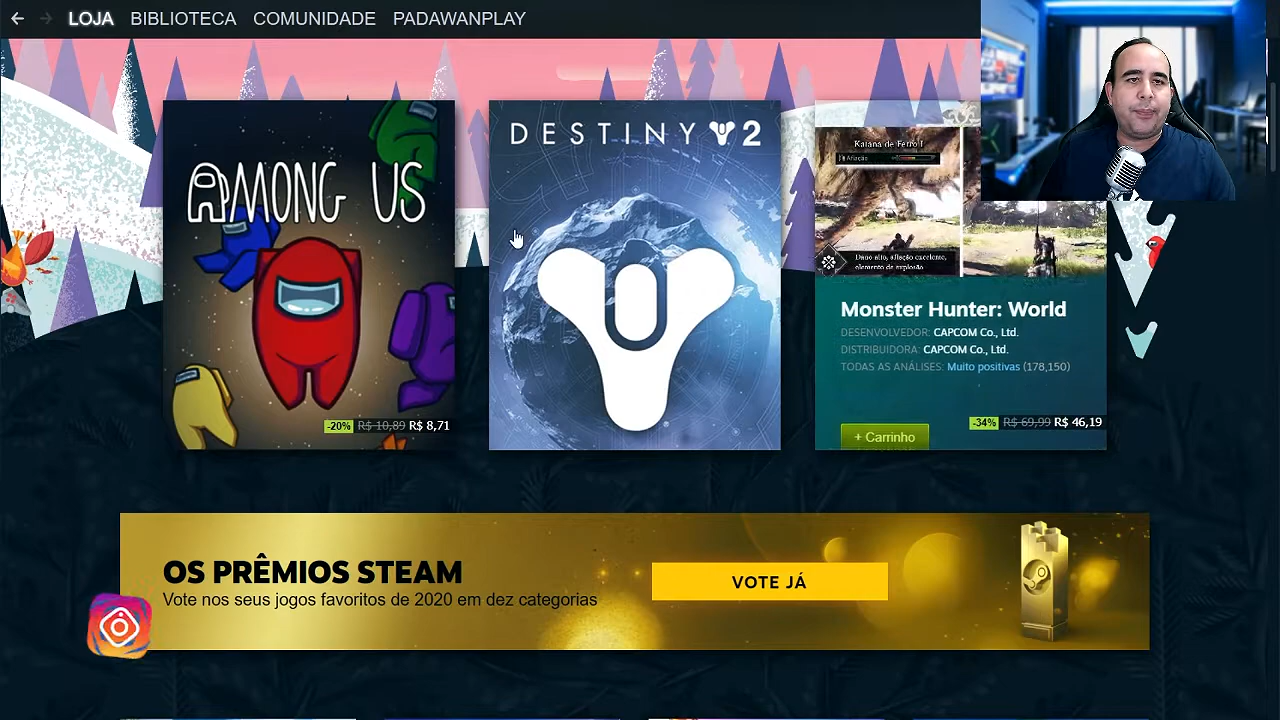 LOJA BIBLIOTECA COMUNIDADE PADAWANPLAY
AMONG US
-20% R$ 10,89 R$ 8,71
DESTINY 2
Katana de Ferro I
Aflição
Dano alto, aflição excelente,
elemento de explosão
Monster Hunter: World
DESENVOLVEDOR: CAPCOM Co., Ltd.
DISTRIBUIDORA: CAPCOM Co., Ltd.
TODAS AS ANÁLISES: Muito positivas (178,150)
-34% R$ 69,99 R$ 46,19
+ Carrinho
OS PRÊMIOS STEAM
Vote nos seus jogos favoritos de 2020 em dez categorias
VOTE JÁ